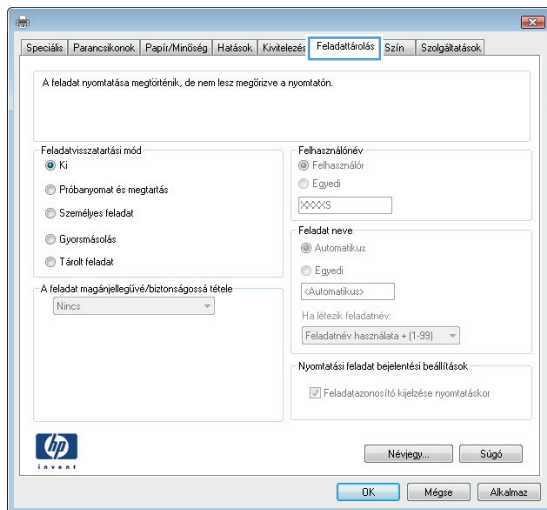 Speciális Parancsikonok Papír/Minőség Hatások Kivitelezés Feladattárolás Szín Szolgáltatások
A feladat nyomtatása megtörténik, de nem lesz megőrizve a nyomtatón.
Feladatvisszatartási mód
Ki
Próbanyomat és megtartás
Személyes feladat
Gyorsmásolás
Tárolt feladat
A feladat magánjellegűvé/biztonságossá tétele
Nincs
Felhasználónév
Felhasználór
Egyedi
XXXXS
Feladat neve
Automatikus
Egyedi
<Automatikus>
Ha létezik feladatnév:
Feladatnév használata + (1-99)
Nyomtatási feladat bejelentési beállítások
Feladatazonosító kijelzése nyomtatáskor
hp
invent
Névjegy... Súgó
OK Mégse Alkalmaz